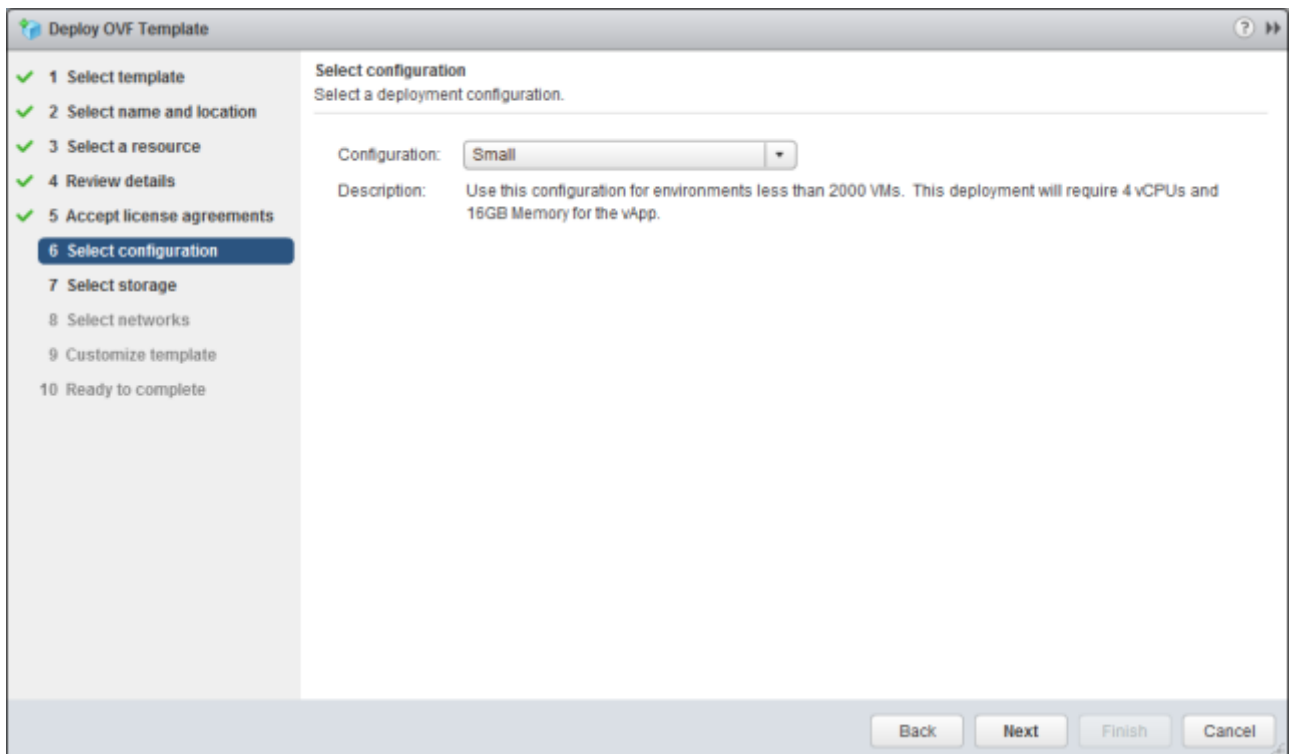 Deploy OVF Template
?
1 Select template
2 Select name and location
3 Select a resource
4 Review details
5 Accept license agreements
6 Select configuration
7 Select storage
8 Select networks
9 Customize template
10 Ready to complete
Select configuration
Select a deployment configuration.
Configuration: Small
Description: Use this configuration for environments less than 2000 VMs. This deployment will require 4 vCPUs and
16GB Memory for the vApp.
Back Next Finish Cancel